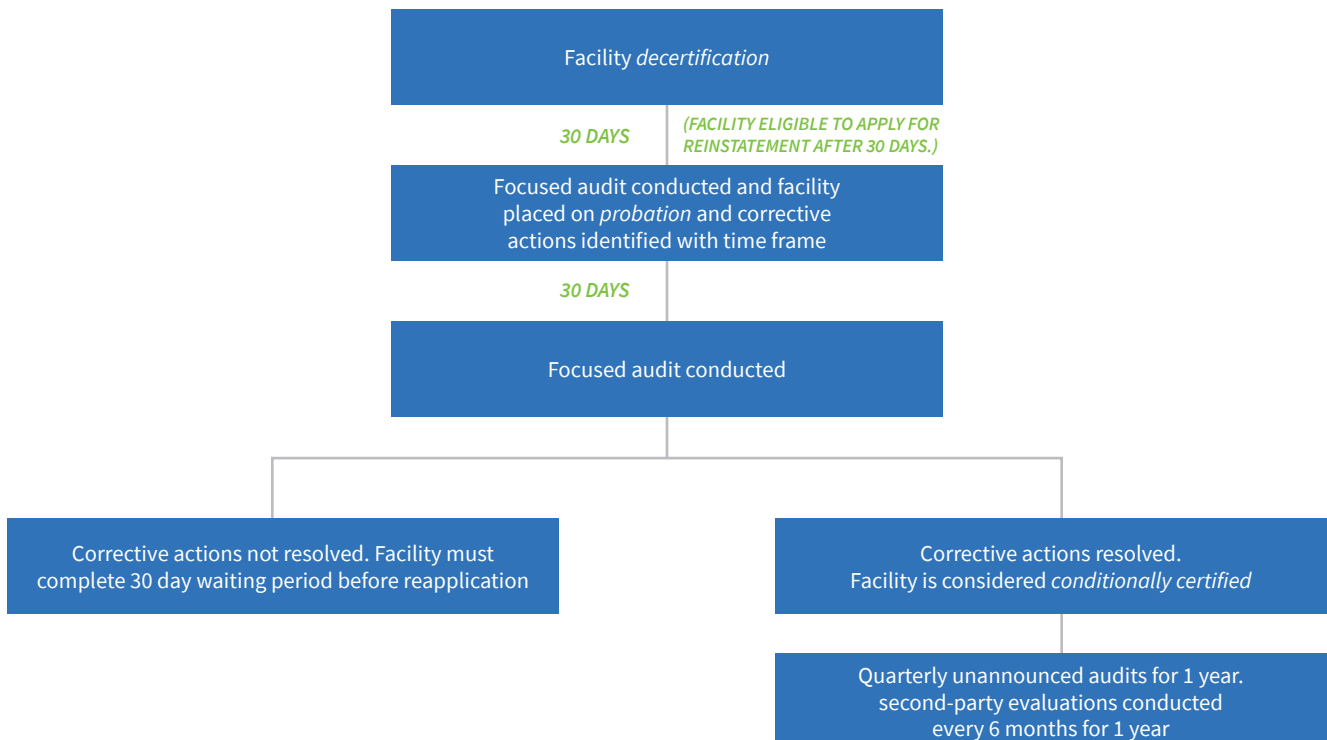 Facility decertification
30 DAYS
(FACILITY ELIGIBLE TO APPLY FOR
REINSTATEMENT AFTER 30 DAYS.)
Focused audit conducted and facility
placed on probation and corrective
actions identified with time frame
30 DAYS
Focused audit conducted
Corrective actions not resolved. Facility must
complete 30 day waiting period before reapplication
Corrective actions resolved.
Facility is considered conditionally certified
Quarterly unannounced audits for 1 year.
second-party evaluations conducted
every 6 months for 1 year